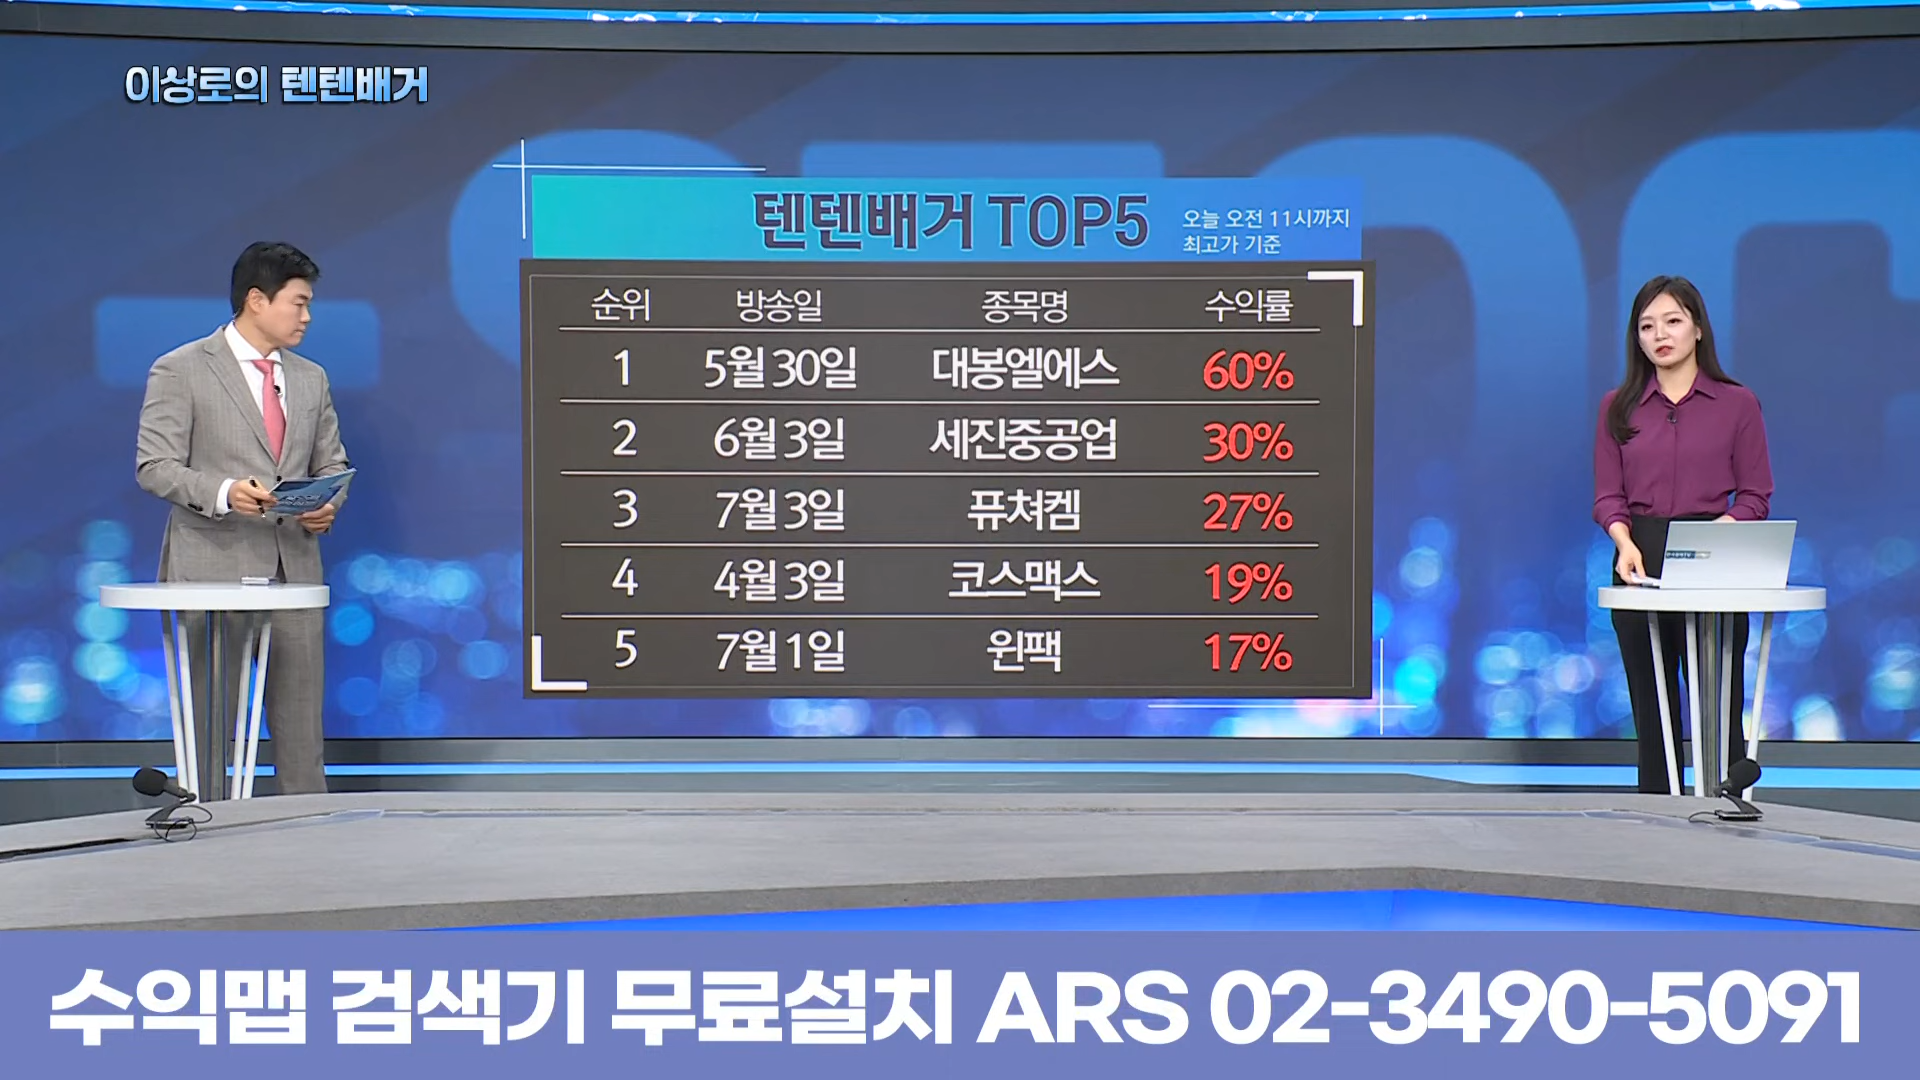 이상로의 텐텐배거
텐텐배거 TOP5
오늘 오전 11시까지
최고가 기준
순위 방송일 종목명 수익률
1 5월 30일 대봉엘에스 60%
2 6월 3일 세진중공업 30%
3 7월 3일 퓨쳐켐 27%
4 4월 3일 코스맥스 19%
5 7월 1일 윈팩 17%
수익맵 검색기 무료설치 ARS 02-3490-5091